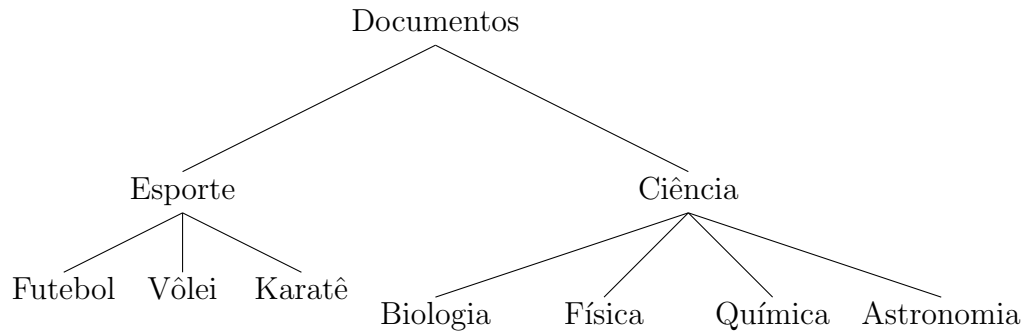 Documentos
Esporte
Ciência
Futebol
Vôlei
Karatê
Biologia
Física
Química
Astronomia